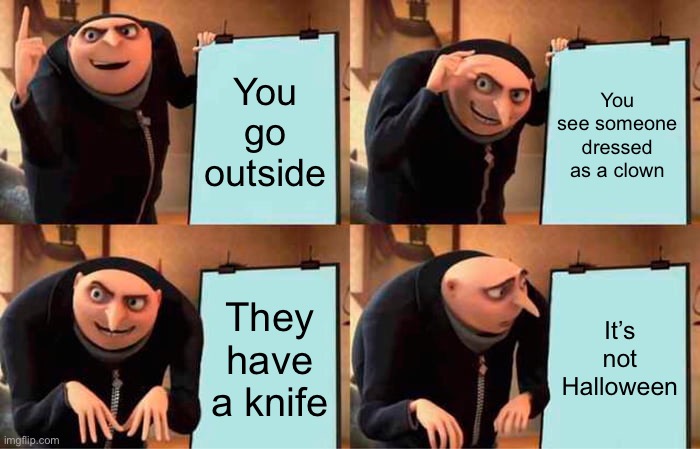 You
go
outside
You
see someone
dressed
as a clown
They
have
a knife
It’s
not
Halloween
imgflip.com